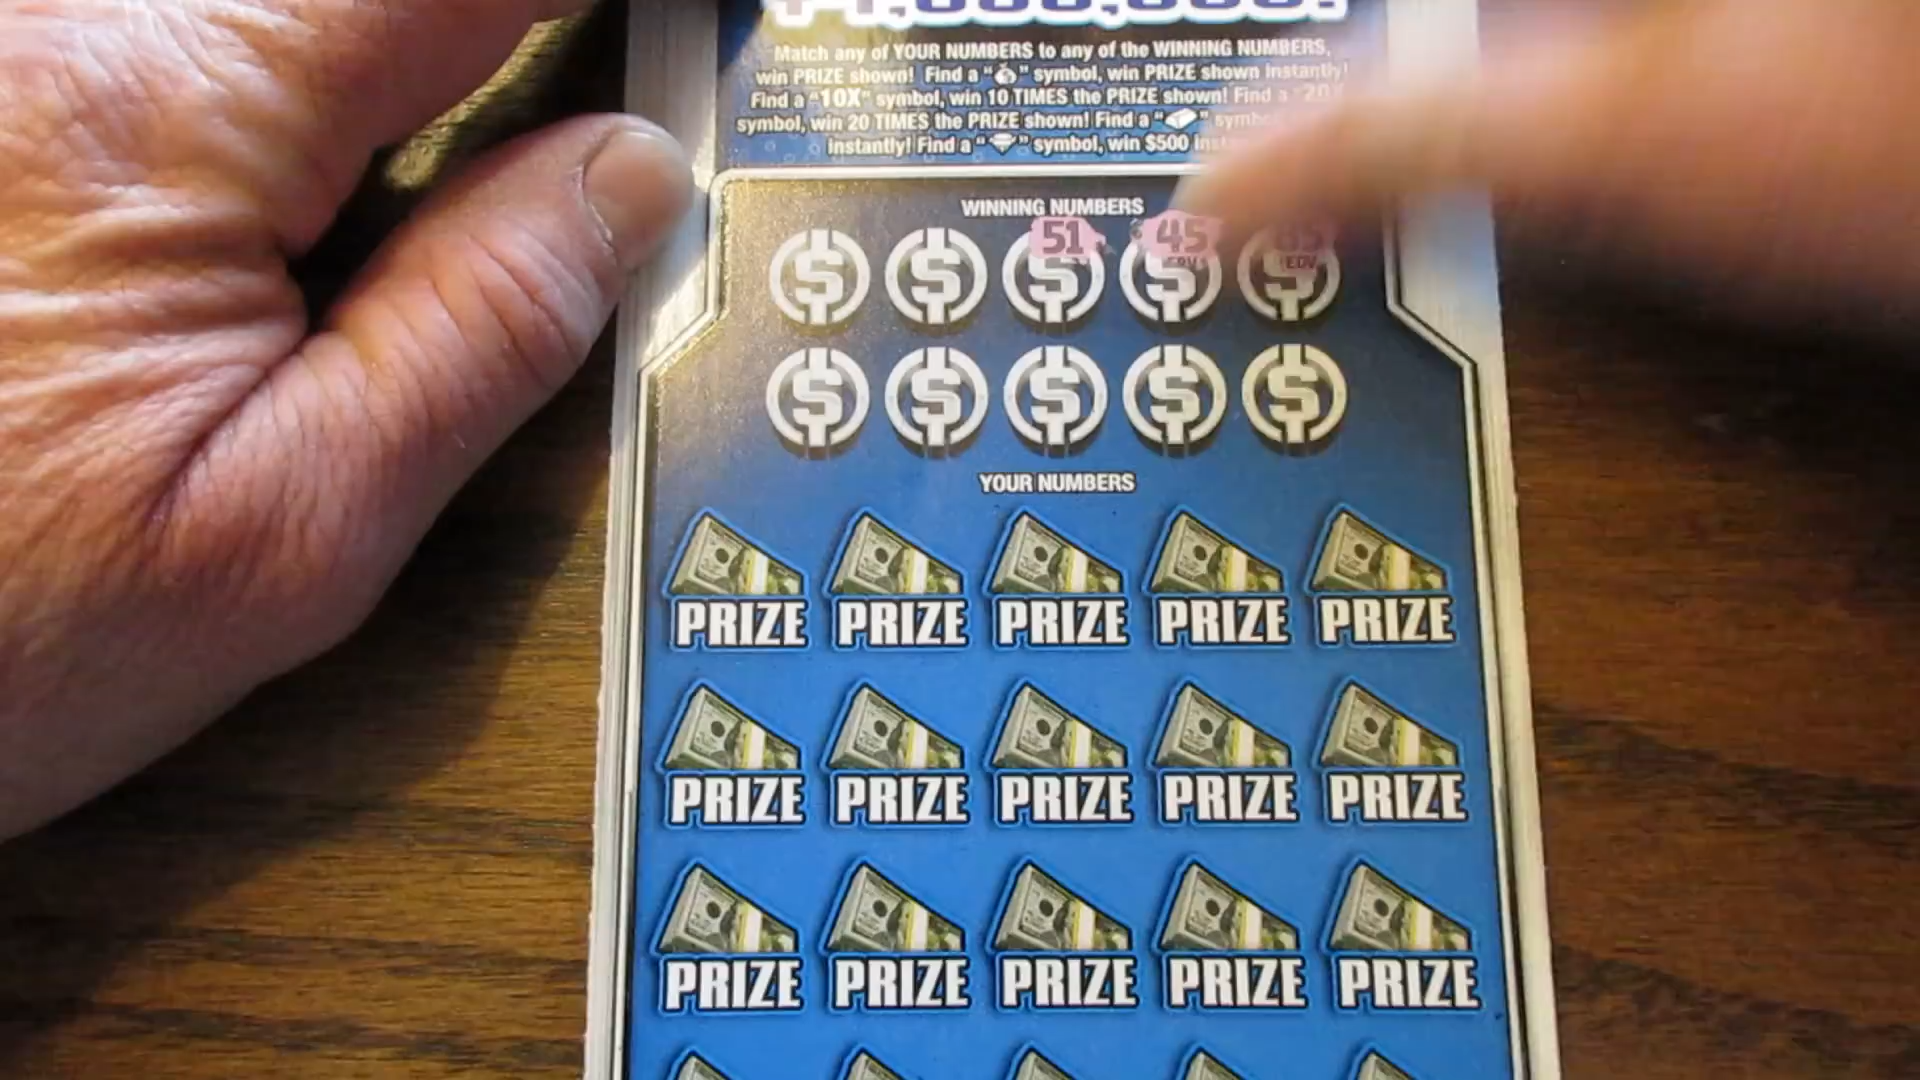 Match any of YOUR NUMBERS to any of the WINNING NUMBERS,
win PRIZE shown! Find a " " symbol, win PRIZE shown instantly!
Find a "10X" symbol, win 10 TIMES the PRIZE shown! Find a "20X
symbol, win 20 TIMES the PRIZE shown! Find a " "
instantly! Find a " " symbol, win $500
WINNING NUMBERS
51 45
$ $ $ $ $
$ $ $ $ $
YOUR NUMBERS
PRIZE PRIZE PRIZE PRIZE PRIZE
PRIZE PRIZE PRIZE PRIZE PRIZE
PRIZE PRIZE PRIZE PRIZE PRIZE